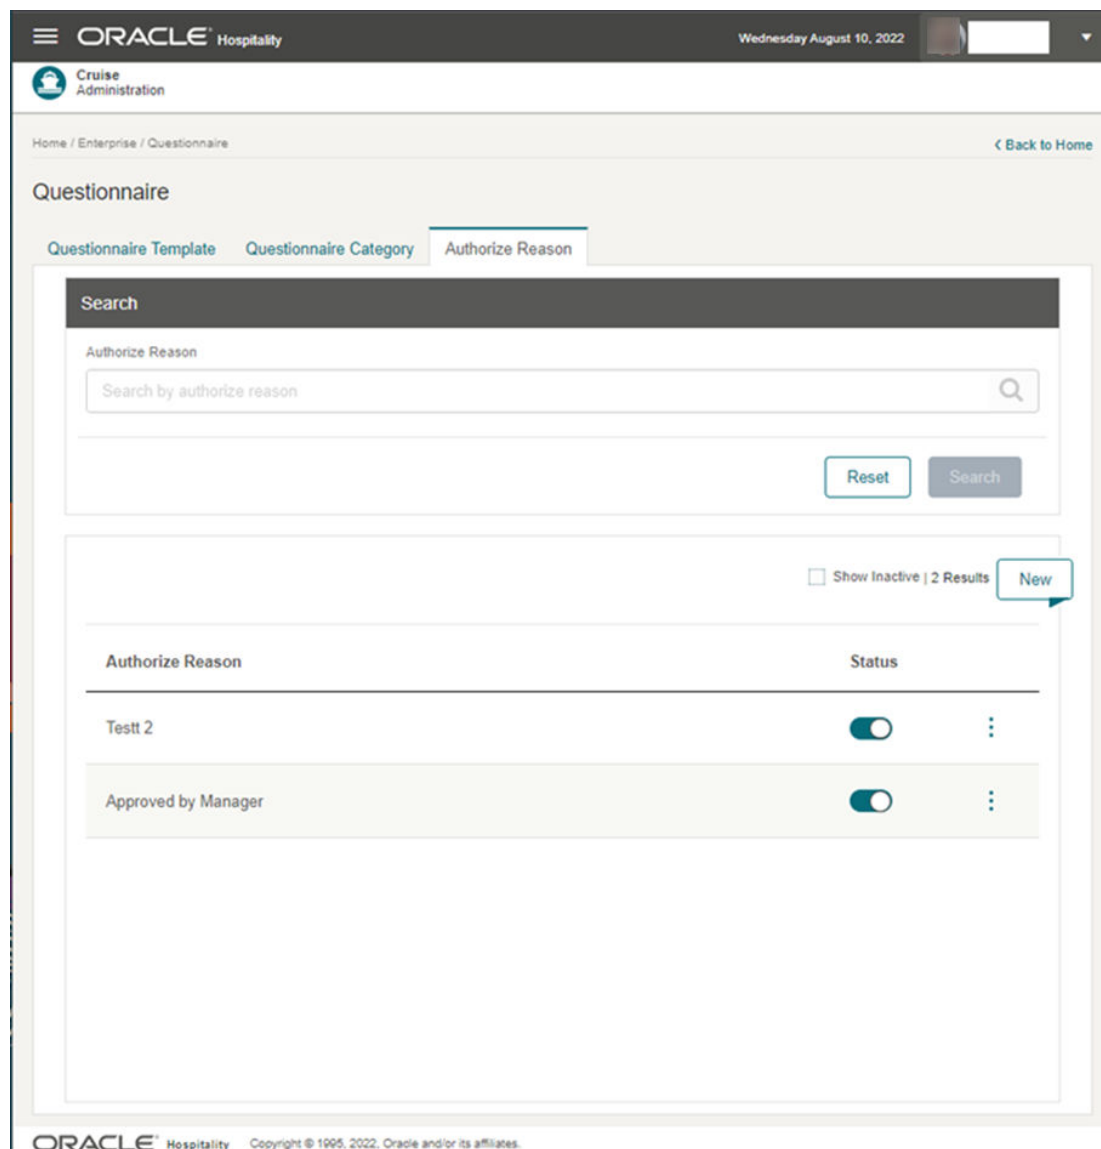 ORACLE Hospitality Wednesday August 10, 2022
Cruise
Administration
Home / Enterprise / Questionnaire Back to Home
Questionnaire
Questionnaire Template Questionnaire Category Authorize Reason
Search
Authorize Reason
Search by authorize reason
Reset Search
Show Inactive | 2 Results New
Authorize Reason Status
Testt 2
Approved by Manager
ORACLE Hospitality Copyright © 1995, 2022, Oracle and/or its affiliates.